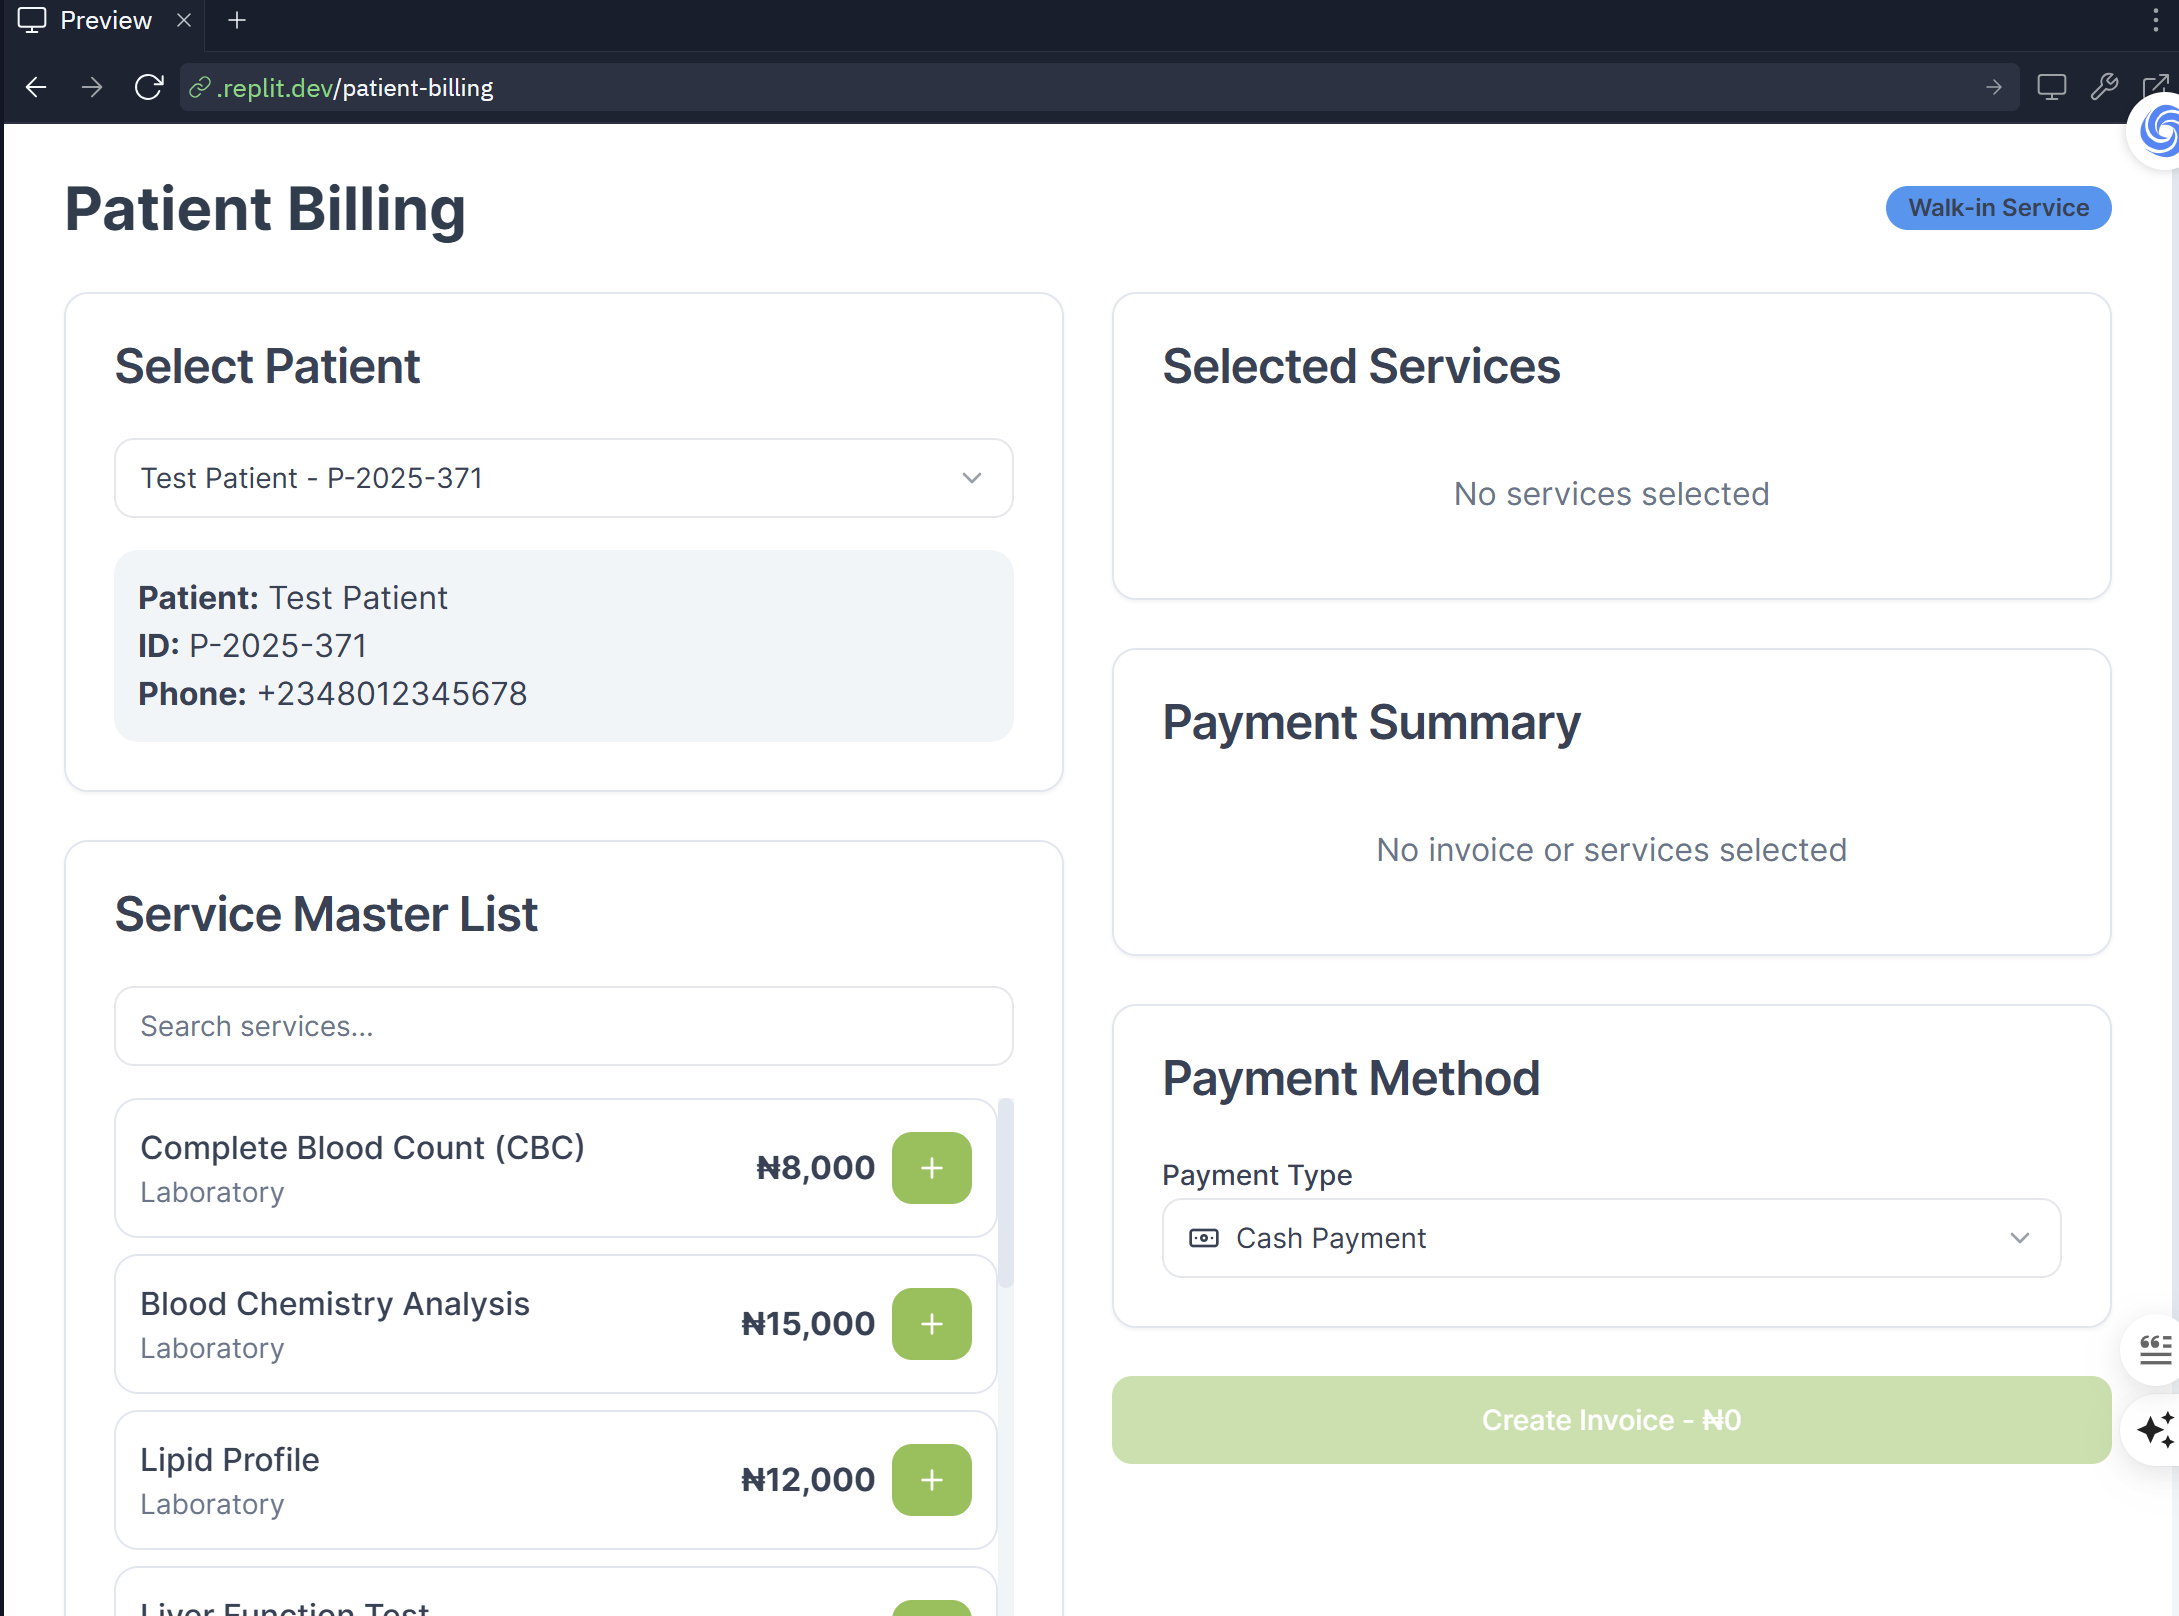 Preview
.replit.dev/patient-billing
Patient Billing
Walk-in Service
Select Patient
Test Patient - P-2025-371
Patient: Test Patient
ID: P-2025-371
Phone: +2348012345678
Service Master List
Search services...
Complete Blood Count (CBC)
Laboratory
₦8,000
Blood Chemistry Analysis
Laboratory
₦15,000
Lipid Profile
Laboratory
₦12,000
Liver Function Test
Selected Services
No services selected
Payment Summary
No invoice or services selected
Payment Method
Payment Type
Cash Payment
Create Invoice - ₦0